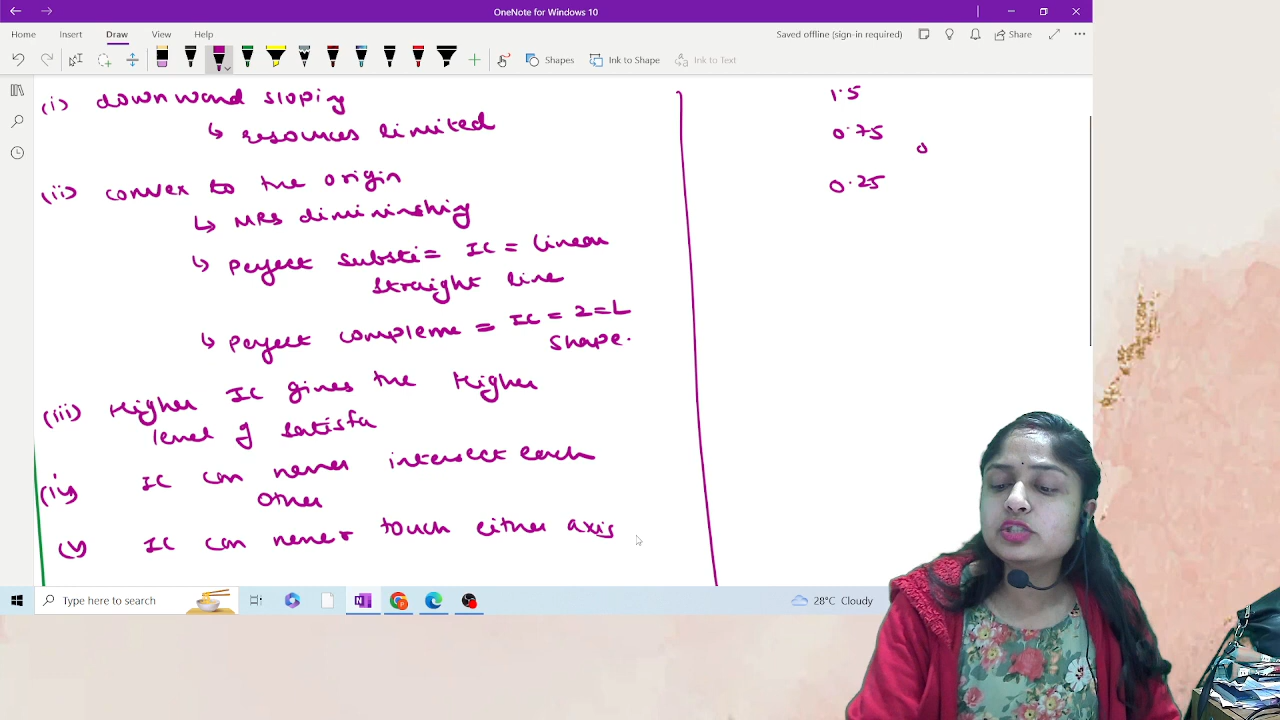 OneNote for Windows 10
Home Insert Draw View Help
Saved offline (sign-in required) Share
Shapes Ink to Shape Ink to Text
(i) downward sloping
↳ resources limited
(ii) convex to the origin
↳ MRS diminishing
↳ Perfect substi = IC = linear
straight line
↳ Perfect compleme = IC = 2 = L
shape.
(iii) Higher IC gives the Higher
level of satisfa
(iv) IC can never intersect each
other
(v) IC can never touch either axis
1.5
0.75
0
0.25
Type here to search
28°C Cloudy